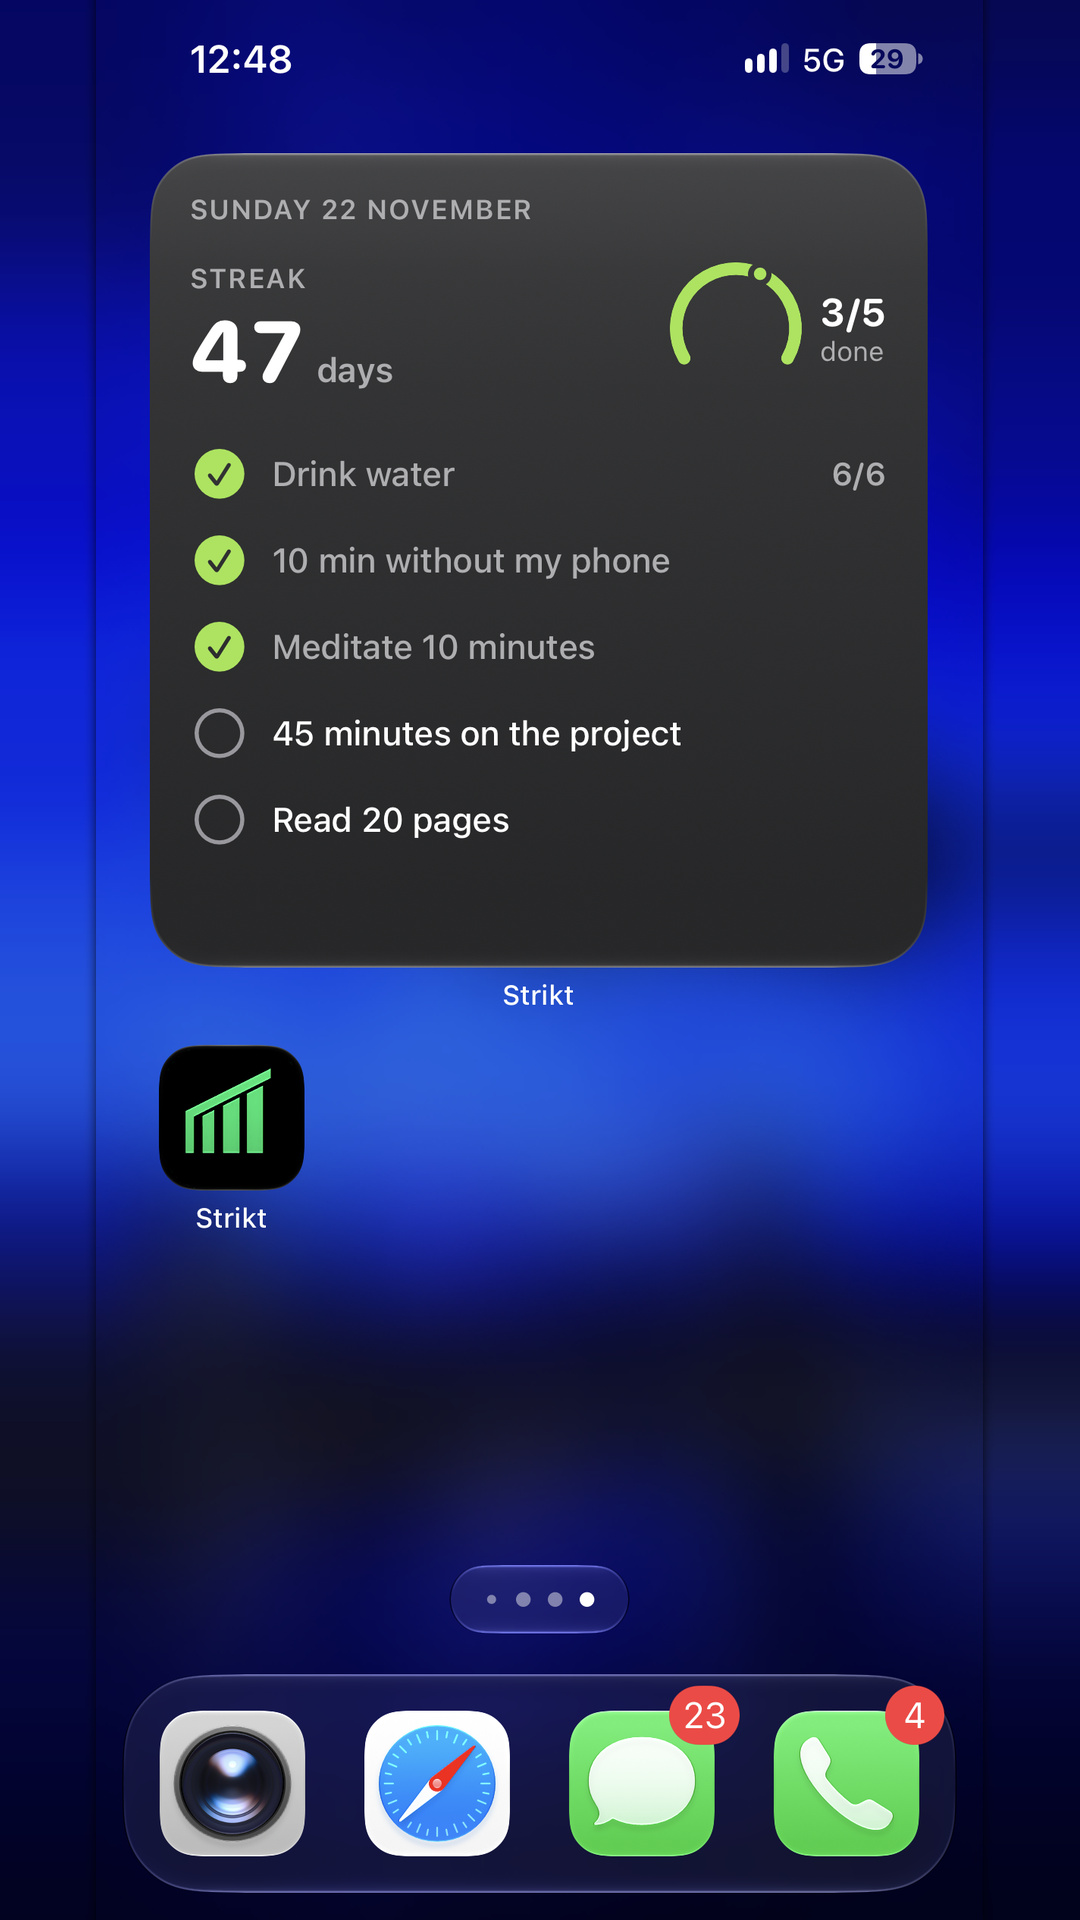 12:48
5G
29
SUNDAY 22 NOVEMBER
STREAK
47 days
3/5
done
Drink water
6/6
10 min without my phone
Meditate 10 minutes
45 minutes on the project
Read 20 pages
Strikt
Strikt
23
4